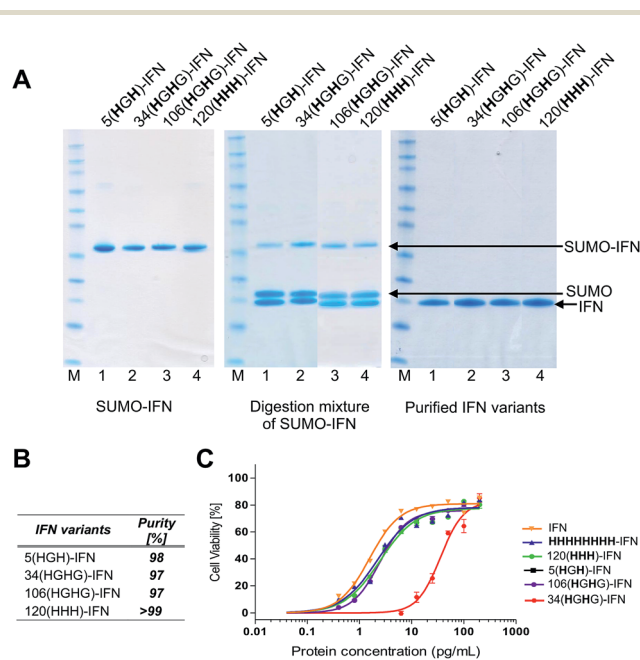 A
5(HGH)-IFN
34(HGHG)-IFN
106(HGHG)-IFN
120(HHH)-IFN
5(HGH)-IFN
34(HGHG)-IFN
106(HGHG)-IFN
120(HHH)-IFN
5(HGH)-IFN
34(HGHG)-IFN
106(HGHG)-IFN
120(HHH)-IFN
SUMO-IFN
SUMO
IFN
M 1 2 3 4
M 1 2 3 4
M 1 2 3 4
SUMO-IFN
Digestion mixture
of SUMO-IFN
Purified IFN variants
B
IFN variants Purity
[%]
5(HGH)-IFN 98
34(HGHG)-IFN 97
106(HGHG)-IFN 97
120(HHH)-IFN >99
C
Cell Viability [%]
100
80
60
40
20
0
0.01 0.1 1 10 100 1000
Protein concentration (pg/mL)
IFN
HHHHHHHH-IFN
120(HHH)-IFN
5(HGH)-IFN
106(HGHG)-IFN
34(HGHG)-IFN